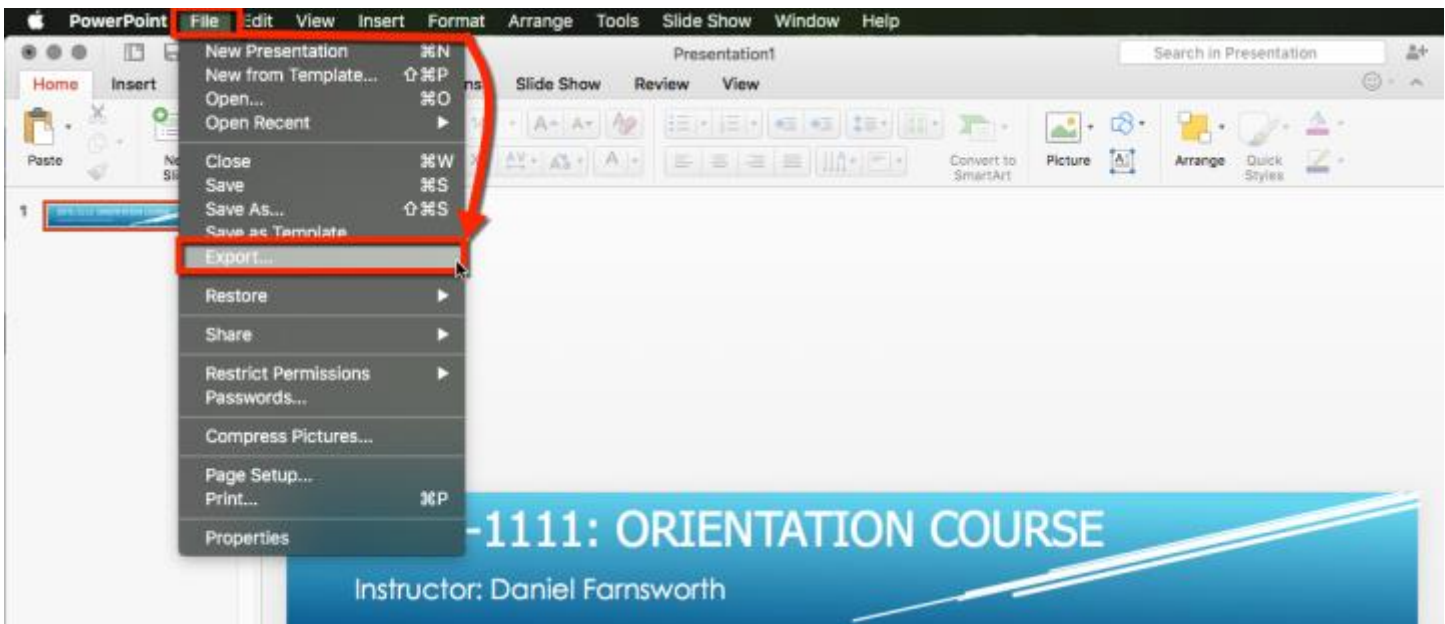 PowerPoint File Edit View Insert Format Arrange Tools Slide Show Window Help
Presentation1
Search in Presentation
Home Insert Slide Show Review View
New Presentation ⌘N
New from Template... ⇧⌘P
Open... ⌘O
Open Recent ▶
Close ⌘W
Save ⌘S
Save As... ⇧⌘S
Save as Template
Export...
Restore ▶
Share ▶
Restrict Permissions ▶
Passwords...
Compress Pictures...
Page Setup...
Print... ⌘P
Properties
Paste
Convert to
SmartArt
Picture
Arrange
Quick
Styles
1
-1111: ORIENTATION COURSE
Instructor: Daniel Farnsworth